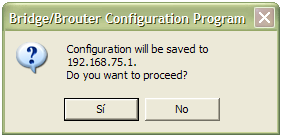 Bridge/Brouter Configuration Program
Configuration will be saved to
192.168.75.1.
Do you want to proceed?
Sí
No